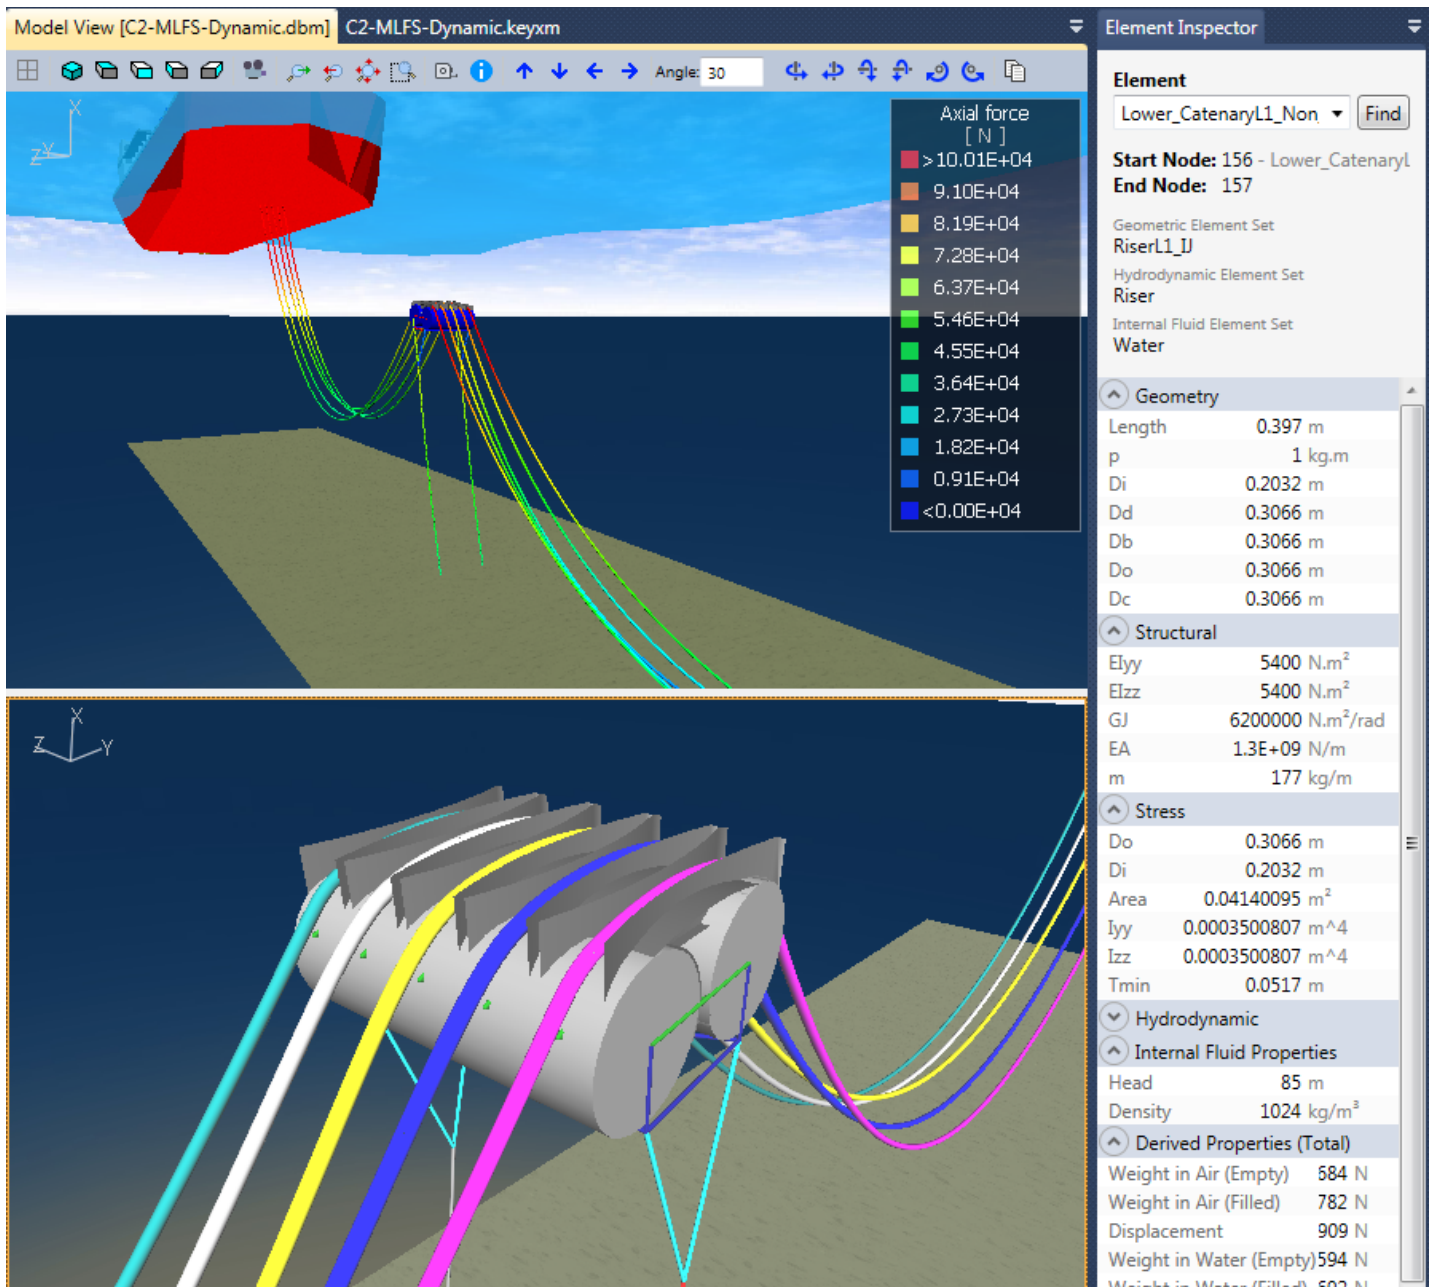 Model View [C2-MLFS-Dynamic.dbm] C2-MLFS-Dynamic.keyxm
Angle: 30
X
Z Y
Axial force
[ N ]
>10.01E+04
9.10E+04
8.19E+04
7.28E+04
6.37E+04
5.46E+04
4.55E+04
3.64E+04
2.73E+04
1.82E+04
0.91E+04
<0.00E+04
X
Z Y
Element Inspector
Element
Lower_CatenaryL1_Non_ Find
Start Node: 156 - Lower_CatenaryL
End Node: 157
Geometric Element Set
RiserL1_IJ
Hydrodynamic Element Set
Riser
Internal Fluid Element Set
Water
Geometry
Length 0.397 m
p 1 kg.m
Di 0.2032 m
Dd 0.3066 m
Db 0.3066 m
Do 0.3066 m
Dc 0.3066 m
Structural
EIyy 5400 N.m²
EIzz 5400 N.m²
GJ 6200000 N.m²/rad
EA 1.3E+09 N/m
m 177 kg/m
Stress
Do 0.3066 m
Di 0.2032 m
Area 0.04140095 m²
Iyy 0.0003500807 m^4
Izz 0.0003500807 m^4
Tmin 0.0517 m
Hydrodynamic
Internal Fluid Properties
Head 85 m
Density 1024 kg/m³
Derived Properties (Total)
Weight in Air (Empty) 684 N
Weight in Air (Filled) 782 N
Displacement 909 N
Weight in Water (Empty) 594 N
Weight in Water (Filled) 692 N